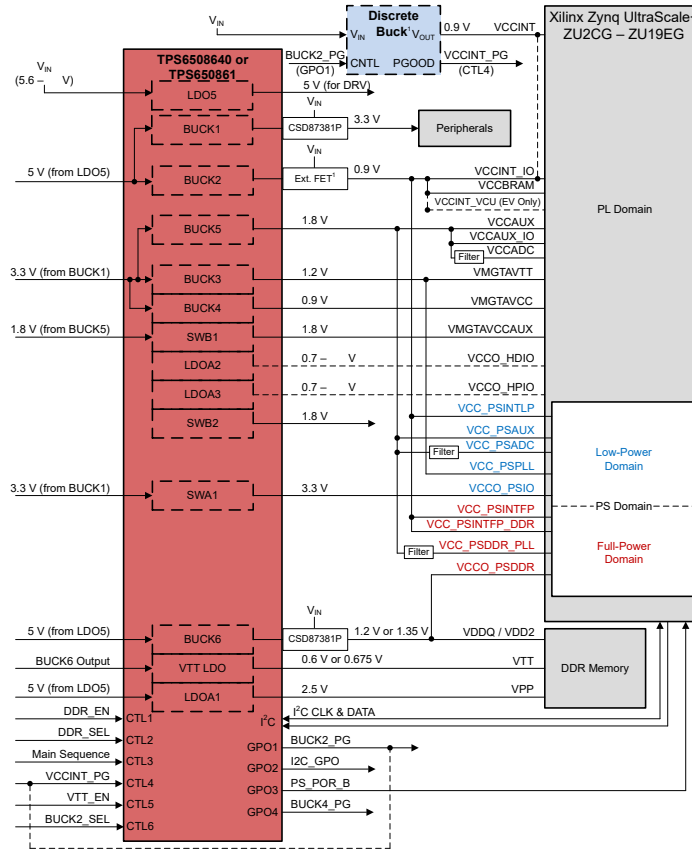 V_IN
Discrete
Buck¹
V_IN
V_OUT
0.9 V
VCCINT
BUCK2_PG
(GPO1)
CNTL
PGOOD
VCCINT_PG
(CTL4)
Xilinx Zynq UltraScale+
ZU2CG – ZU19EG
TPS6508640 or
TPS650861
V_IN
(5.6 – V)
LDO5
5 V (for DRV)
V_IN
BUCK1
CSD87381P
3.3 V
Peripherals
V_IN
5 V (from LDO5)
BUCK2
Ext. FET¹
0.9 V
VCCINT_IO
VCCBRAM
VCCINT_VCU (EV Only)
PL Domain
BUCK5
1.8 V
VCCAUX
VCCAUX_IO
Filter
VCCADC
3.3 V (from BUCK1)
BUCK3
1.2 V
VMGTAVTT
BUCK4
0.9 V
VMGTAVCC
1.8 V (from BUCK5)
SWB1
1.8 V
VMGTAVCCAUX
LDOA2
0.7 – V
VCCO_HDIO
LDOA3
0.7 – V
VCCO_HPIO
SWB2
1.8 V
VCC_PSINTLP
VCC_PSAUX
Filter
VCC_PSADC
VCC_PSPLL
Low-Power
Domain
3.3 V (from BUCK1)
SWA1
3.3 V
VCCO_PSIO
PS Domain
VCC_PSINTFP
VCC_PSINTFP_DDR
Filter
VCC_PSDDR_PLL
VCCO_PSDDR
Full-Power
Domain
V_IN
5 V (from LDO5)
BUCK6
CSD87381P
1.2 V or 1.35 V
VDDQ / VDD2
BUCK6 Output
VTT LDO
0.6 V or 0.675 V
VTT
DDR Memory
5 V (from LDO5)
LDOA1
2.5 V
VPP
DDR_EN
CTL1
I²C
I²C CLK & DATA
DDR_SEL
CTL2
GPO1
BUCK2_PG
Main Sequence
CTL3
GPO2
I2C_GPO
VCCINT_PG
CTL4
GPO3
PS_POR_B
VTT_EN
CTL5
GPO4
BUCK4_PG
BUCK2_SEL
CTL6